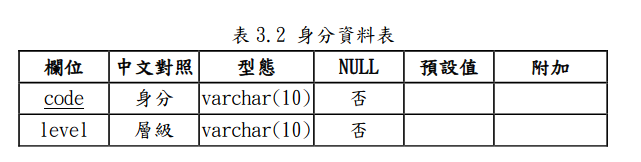 表 3.2 身分資料表
欄位 中文對照 型態 NULL 預設值 附加
code 身分 varchar(10) 否
level 層級 varchar(10) 否